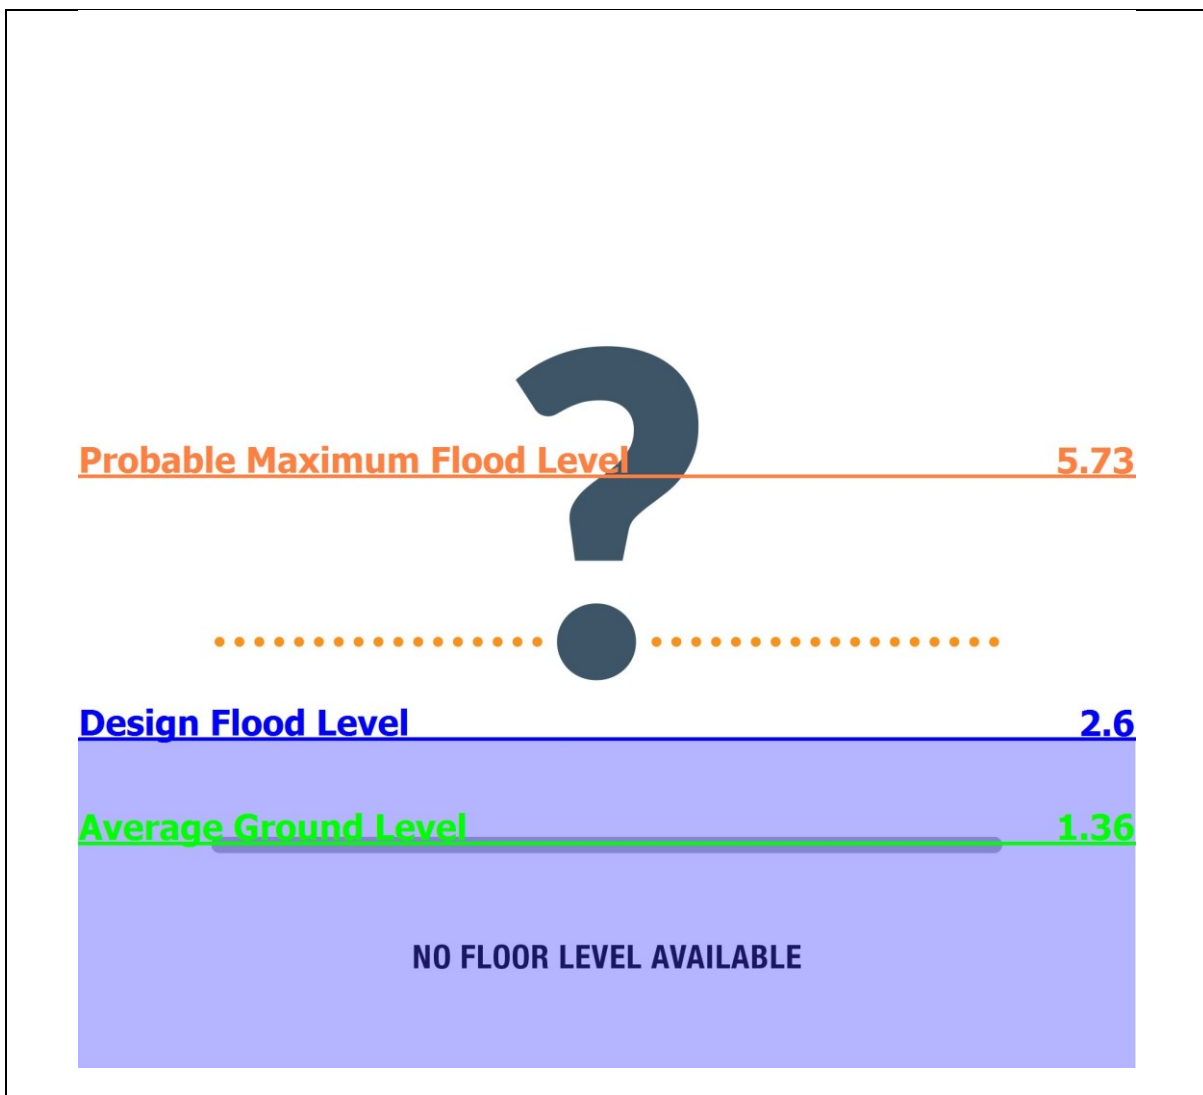 Probable Maximum Flood Level 5.73
?
Design Flood Level 2.6
Average Ground Level 1.36
NO FLOOR LEVEL AVAILABLE